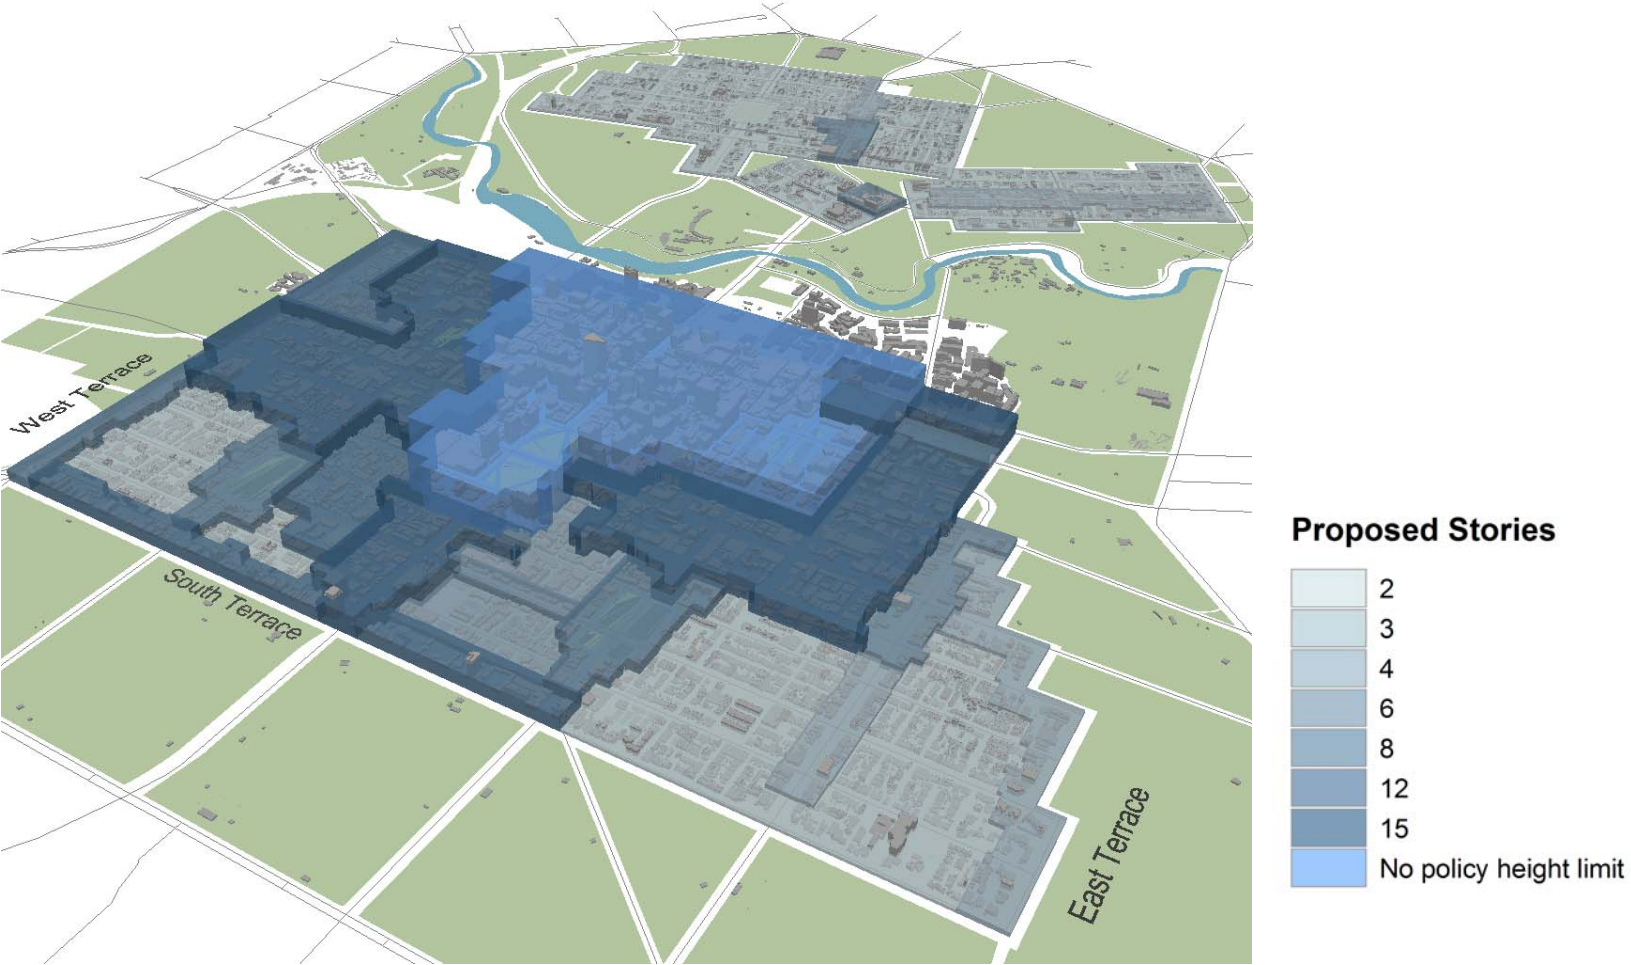 West Terrace
South Terrace
East Terrace
Proposed Stories
2
3
4
6
8
12
15
No policy height limit